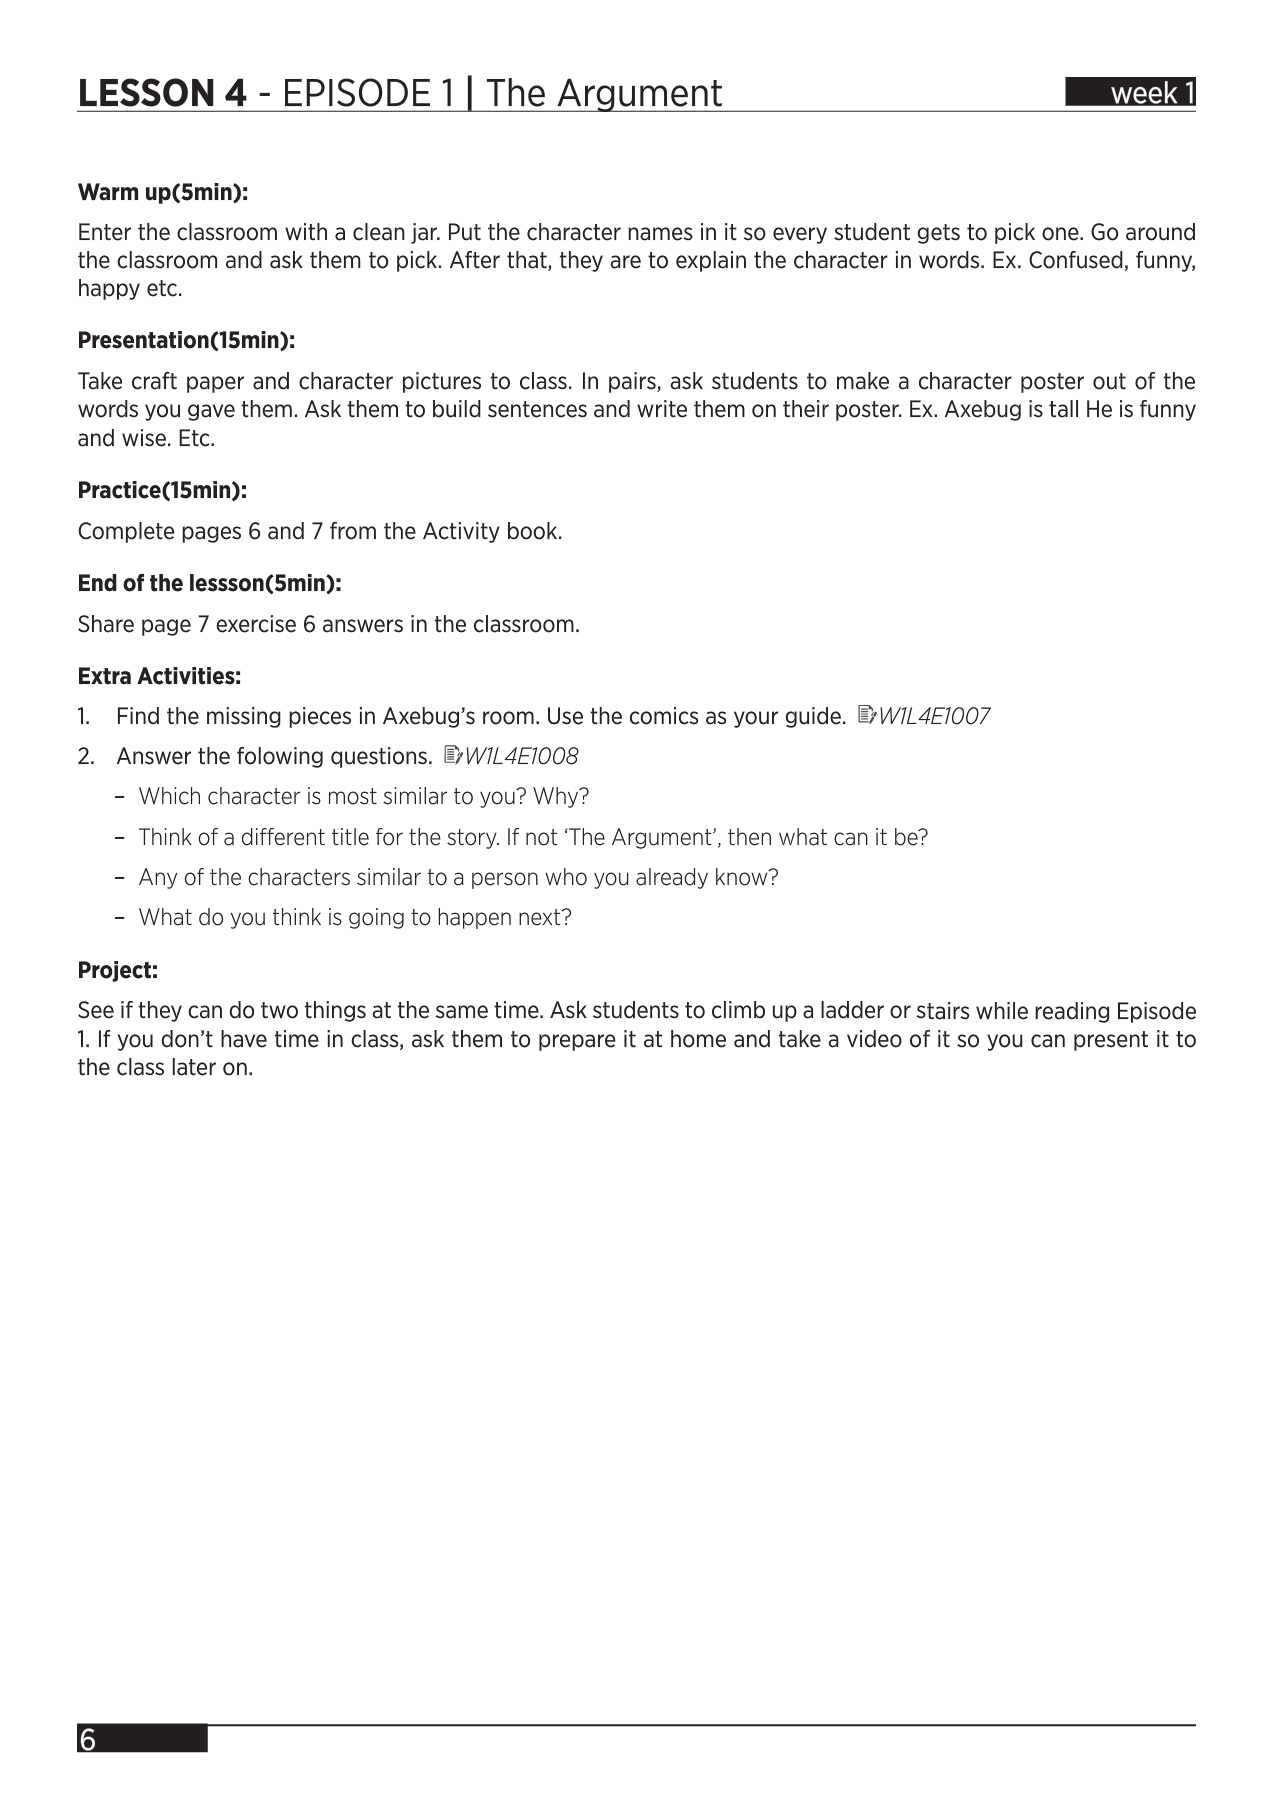 LESSON 4 - EPISODE 1 | The Argument
week 1
Warm up(5min):
Enter the classroom with a clean jar. Put the character names in it so every student gets to pick one. Go around
the classroom and ask them to pick. After that, they are to explain the character in words. Ex. Confused, funny,
happy etc.
Presentation(15min):
Take craft paper and character pictures to class. In pairs, ask students to make a character poster out of the
words you gave them. Ask them to build sentences and write them on their poster. Ex. Axebug is tall He is funny
and wise. Etc.
Practice(15min):
Complete pages 6 and 7 from the Activity book.
End of the lessson(5min):
Share page 7 exercise 6 answers in the classroom.
Extra Activities:
1. Find the missing pieces in Axebug’s room. Use the comics as your guide. W1L4E1007
2. Answer the folowing questions. W1L4E1008
– Which character is most similar to you? Why?
– Think of a different title for the story. If not ‘The Argument’, then what can it be?
– Any of the characters similar to a person who you already know?
– What do you think is going to happen next?
Project:
See if they can do two things at the same time. Ask students to climb up a ladder or stairs while reading Episode
1. If you don’t have time in class, ask them to prepare it at home and take a video of it so you can present it to
the class later on.
6